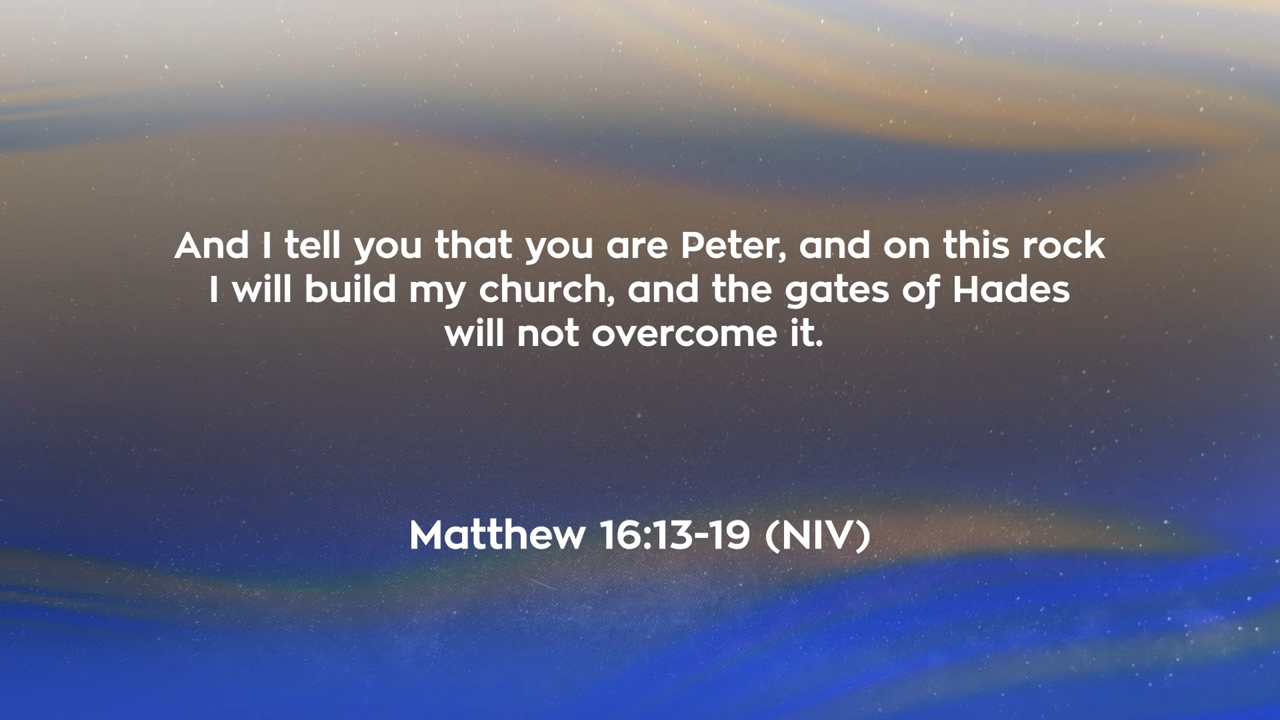 And I tell you that you are Peter, and on this rock
I will build my church, and the gates of Hades
will not overcome it.
Matthew 16:13-19 (NIV)